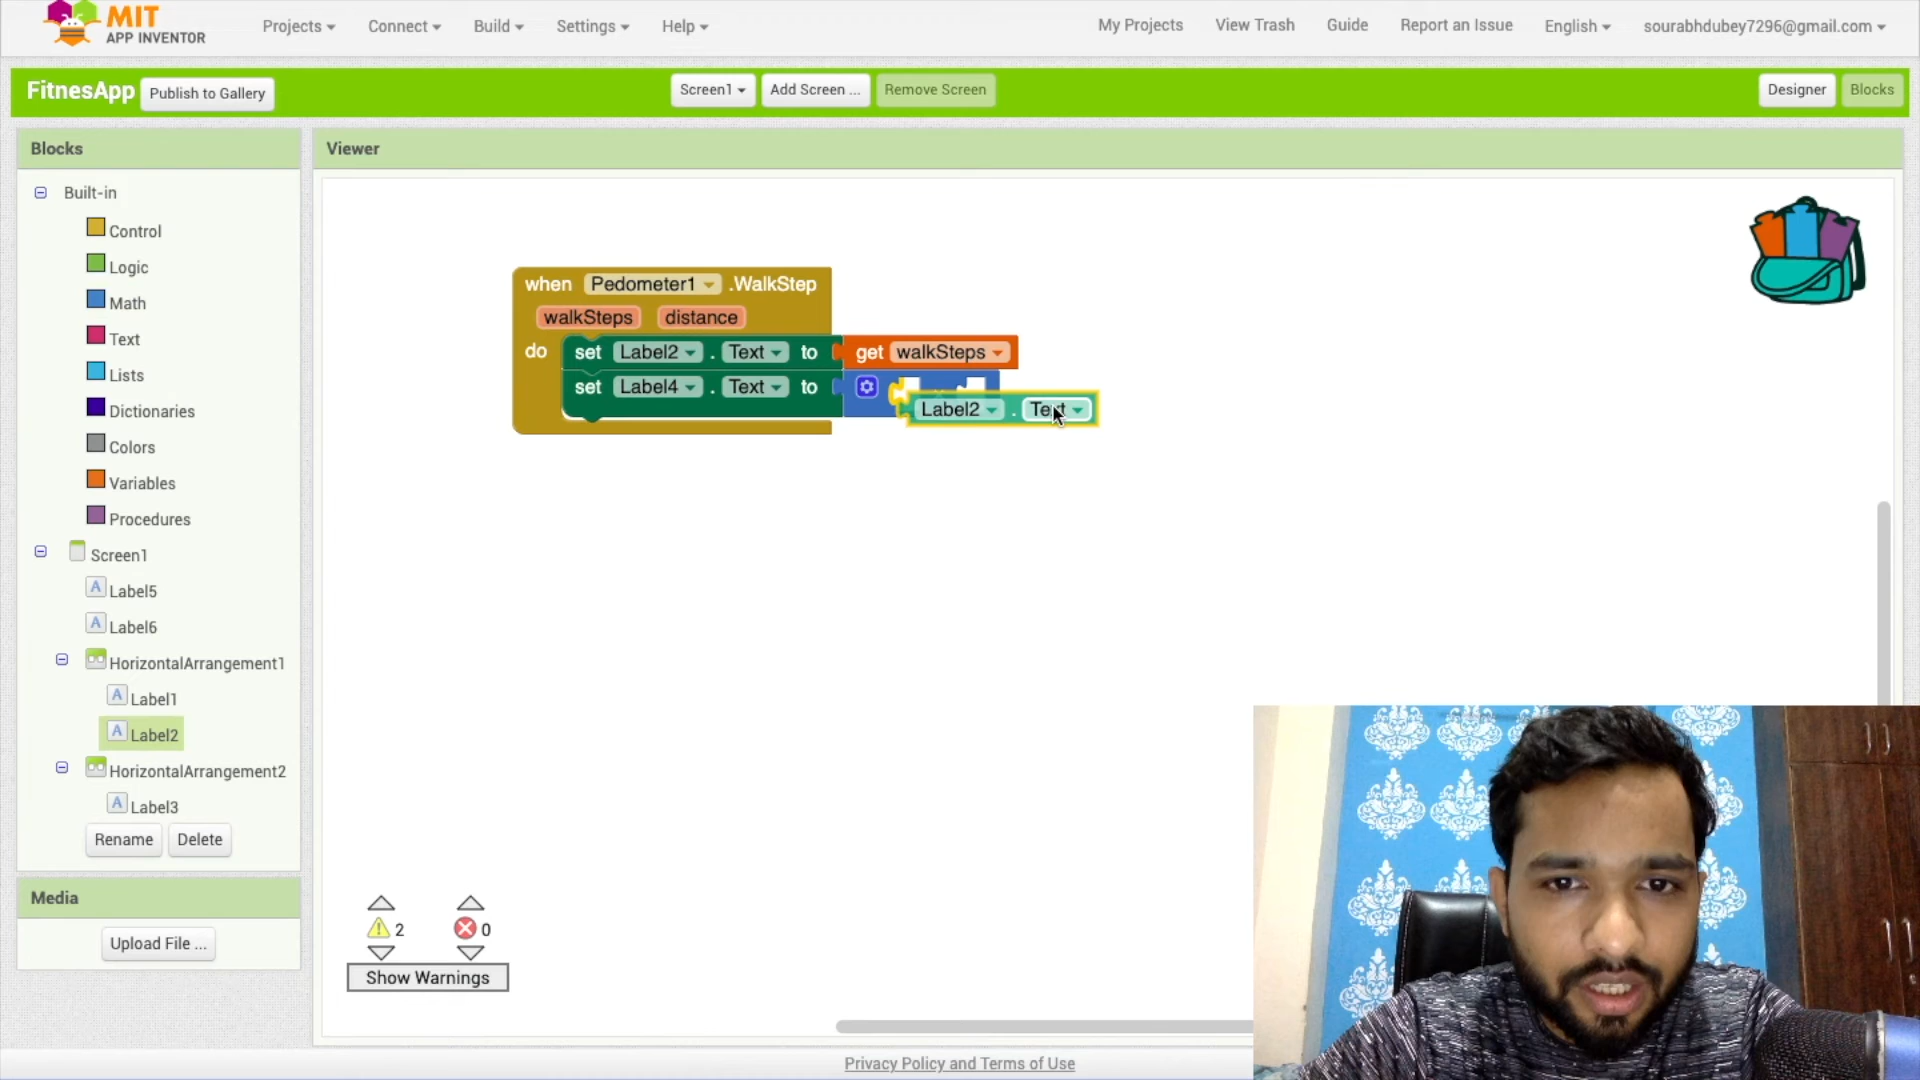 MIT
APP INVENTOR
Projects
Connect
Build
Settings
Help
My Projects
View Trash
Guide
Report an Issue
English
sourabhdubey7296@gmail.com
FitnesApp
Publish to Gallery
Screen1
Add Screen ...
Remove Screen
Designer
Blocks
Blocks
Built-in
Control
Logic
Math
Text
Lists
Dictionaries
Colors
Variables
Procedures
Screen1
Label5
Label6
HorizontalArrangement1
Label1
Label2
HorizontalArrangement2
Label3
Rename
Delete
Media
Upload File ...
Viewer
when Pedometer1 .WalkStep
walkSteps distance
do set Label2 . Text to get walkSteps
set Label4 . Text to
Label2 . Text
2
0
Show Warnings
Privacy Policy and Terms of Use